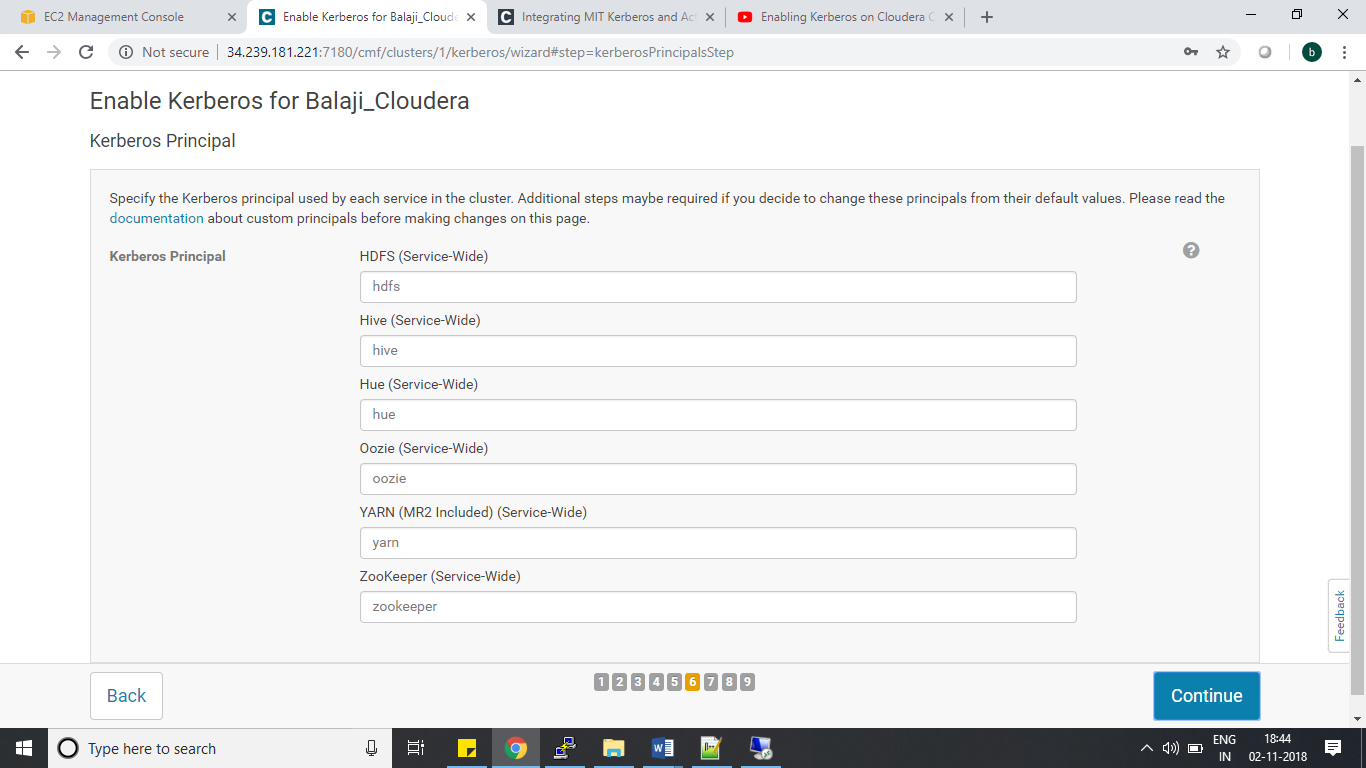 EC2 Management Console
Enable Kerberos for Balaji_Cloude
Integrating MIT Kerberos and Act
Enabling Kerberos on Cloudera C
Not secure | 34.239.181.221:7180/cmf/clusters/1/kerberos/wizard#step=kerberosPrincipalsStep
b
Enable Kerberos for Balaji_Cloudera
Kerberos Principal
Specify the Kerberos principal used by each service in the cluster. Additional steps maybe required if you decide to change these principals from their default values. Please read the
documentation about custom principals before making changes on this page.
Kerberos Principal
HDFS (Service-Wide)
hdfs
Hive (Service-Wide)
hive
Hue (Service-Wide)
hue
Oozie (Service-Wide)
oozie
YARN (MR2 Included) (Service-Wide)
yarn
ZooKeeper (Service-Wide)
zookeeper
Feedback
Back
1 2 3 4 5 6 7 8 9
Continue
Type here to search
ENG
IN
18:44
02-11-2018